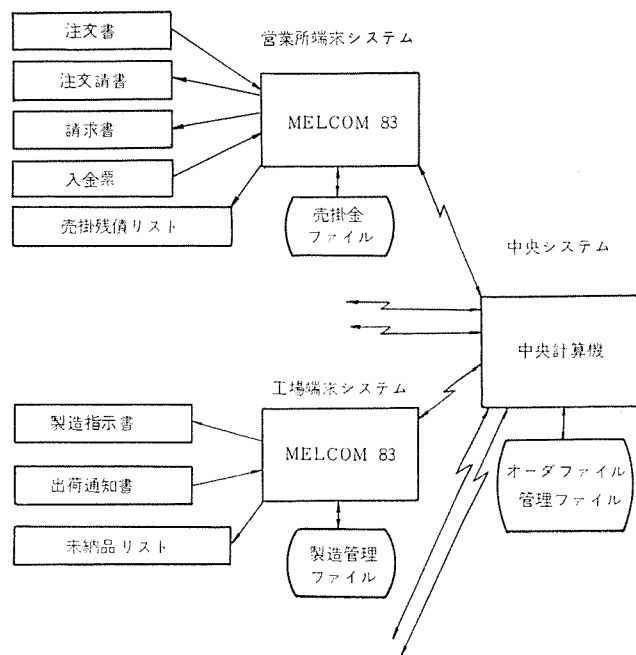 注文書
営業所端末システム
注文請書
MELCOM 83
請求書
入金票
売掛残債リスト
売掛金
ファイル
中央システム
中央計算機
工場端末システム
製造指示書
MELCOM 83
出荷通知書
オーダファイル
管理ファイル
未納品リスト
製造管理
ファイル